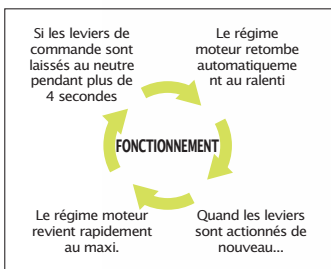 Si les leviers de
commande sont
laissés au neutre
pendant plus de
4 secondes
Le régime
moteur retombe
automatiqueme
nt au ralenti
FONCTIONNEMENT
Le régime moteur
revient rapidement
au maxi.
Quand les leviers
sont actionnés de
nouveau...